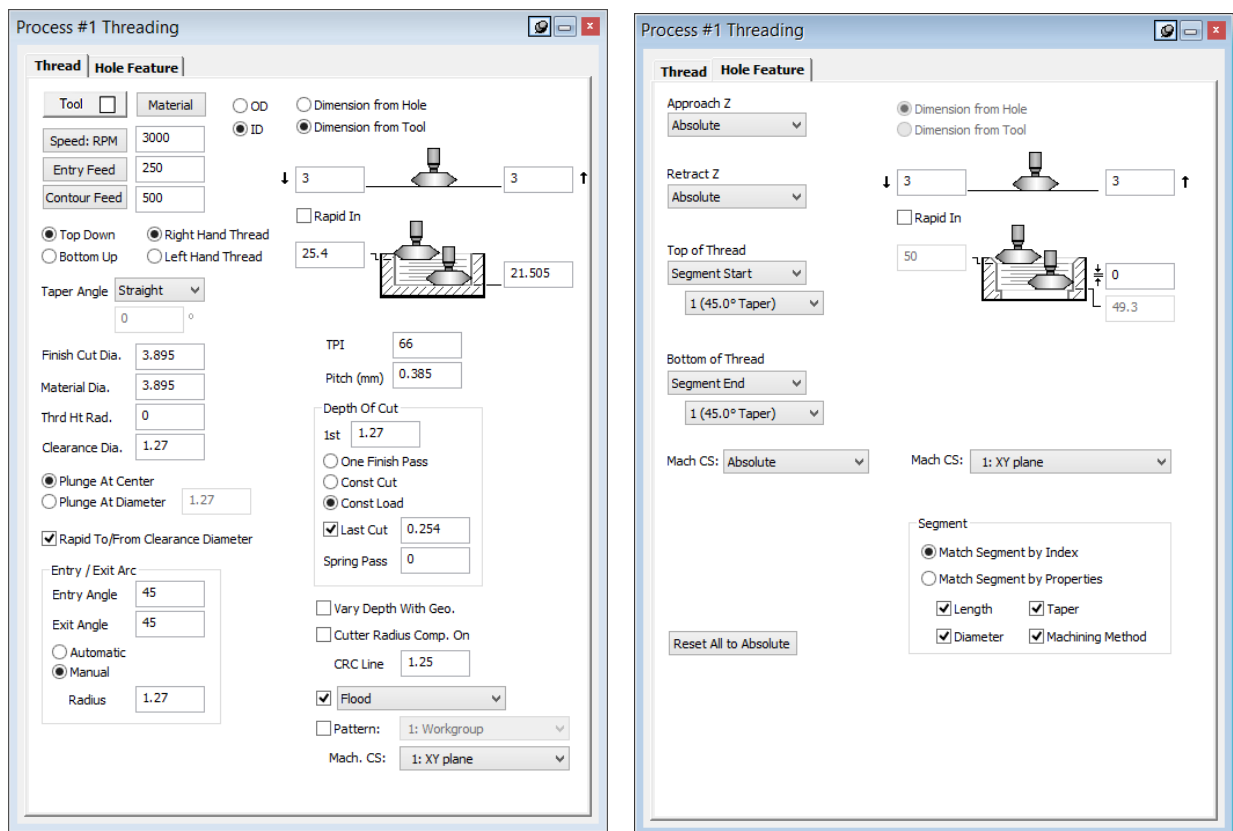 Process #1 Threading
Thread Hole Feature
Tool Material
OD
ID
Dimension from Hole
Dimension from Tool
Speed: RPM 3000
Entry Feed 250
Contour Feed 500
3 3
Rapid In
Top Down Right Hand Thread
Bottom Up Left Hand Thread
25.4
21.505
Taper Angle Straight
0 °
TPI 66
Pitch (mm) 0.385
Finish Cut Dia. 3.895
Material Dia. 3.895
Thrd Ht Rad. 0
Clearance Dia. 1.27
Plunge At Center
Plunge At Diameter 1.27
Rapid To/From Clearance Diameter
Entry / Exit Arc
Entry Angle 45
Exit Angle 45
Automatic
Manual
Radius 1.27
Depth Of Cut
1st 1.27
One Finish Pass
Const Cut
Const Load
Last Cut 0.254
Spring Pass 0
Vary Depth With Geo.
Cutter Radius Comp. On
CRC Line 1.25
Flood
Pattern: 1: Workgroup
Mach. CS: 1: XY plane
Process #1 Threading
Thread Hole Feature
Approach Z
Absolute
Dimension from Hole
Dimension from Tool
Retract Z
Absolute
3 3
Rapid In
Top of Thread
Segment Start
1 (45.0° Taper)
50
0
49.3
Bottom of Thread
Segment End
1 (45.0° Taper)
Mach CS: Absolute
Mach CS: 1: XY plane
Segment
Match Segment by Index
Match Segment by Properties
Length Taper
Diameter Machining Method
Reset All to Absolute